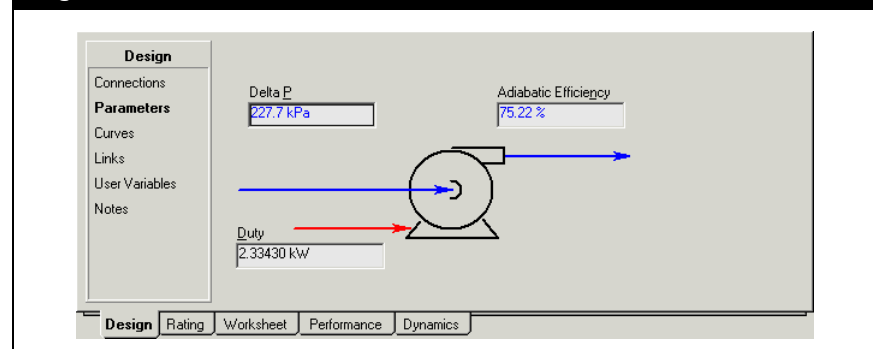 Design
Connections
Parameters
Curves
Links
User Variables
Notes
Delta P
227.7 kPa
Adiabatic Efficiency
75.22 %
Duty
2.33430 kW
Design Rating Worksheet Performance Dynamics